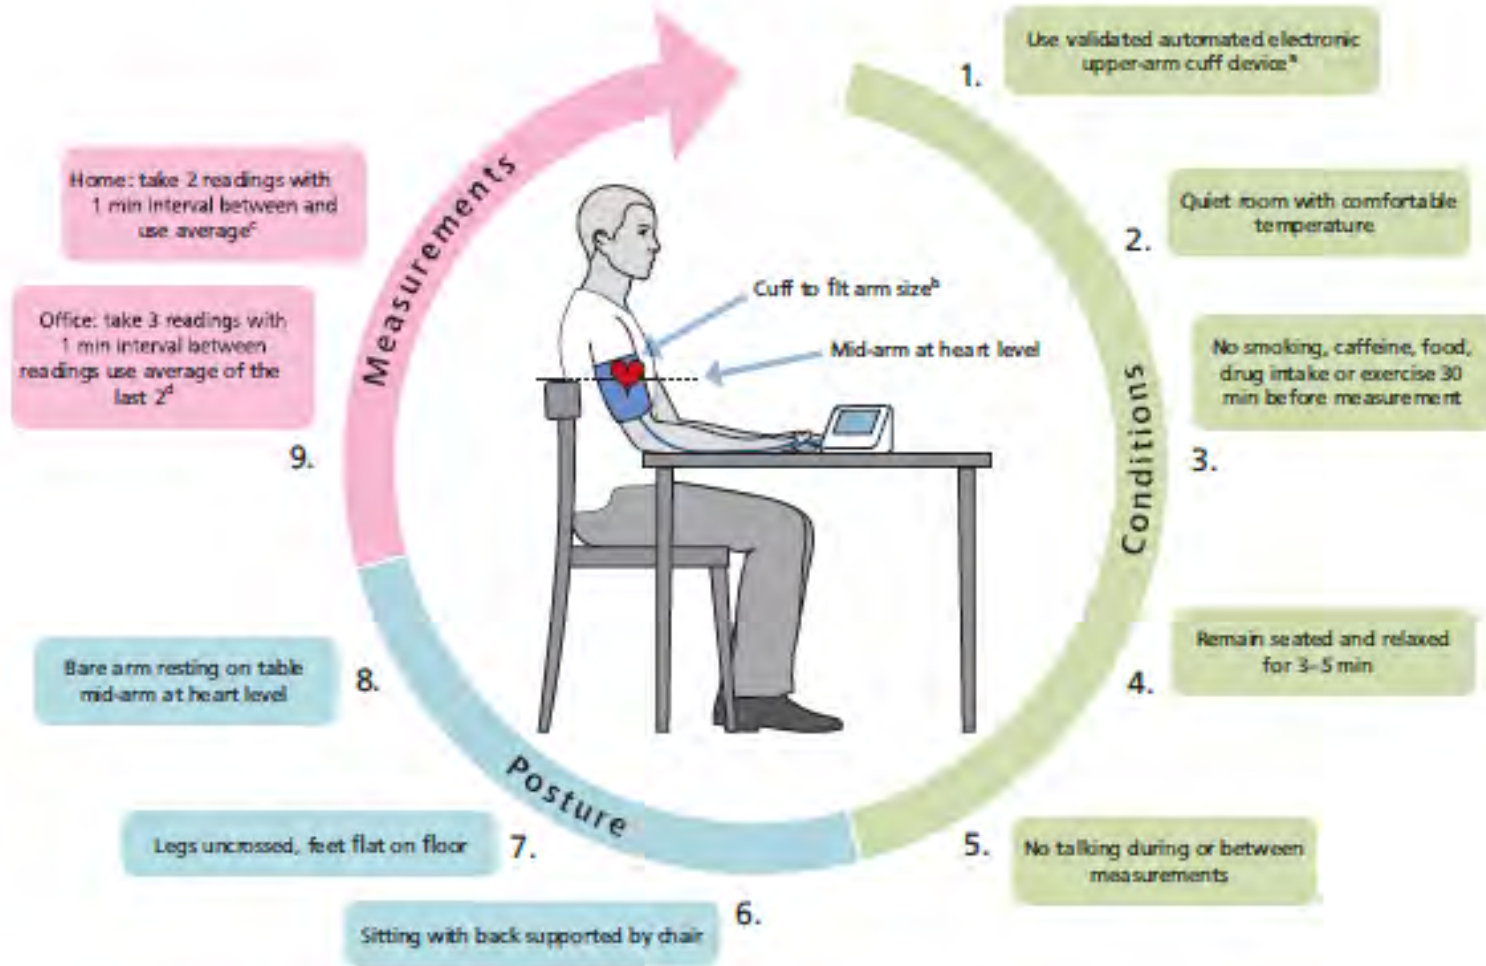 1.
Use validated automated electronic
upper-arm cuff deviceᵃ
2.
Quiet room with comfortable
temperature
3.
No smoking, caffeine, food,
drug intake or exercise 30
min before measurement
4.
Remain seated and relaxed
for 3–5 min
5.
No talking during or between
measurements
Conditions
6.
Sitting with back supported by chair
7.
Legs uncrossed, feet flat on floor
8.
Bare arm resting on table
mid-arm at heart level
Posture
9.
Home: take 2 readings with
1 min interval between and
use averageᶜ
Office: take 3 readings with
1 min interval between
readings use average of the
last 2ᵈ
Measurements
Cuff to fit arm sizeᵇ
Mid-arm at heart level